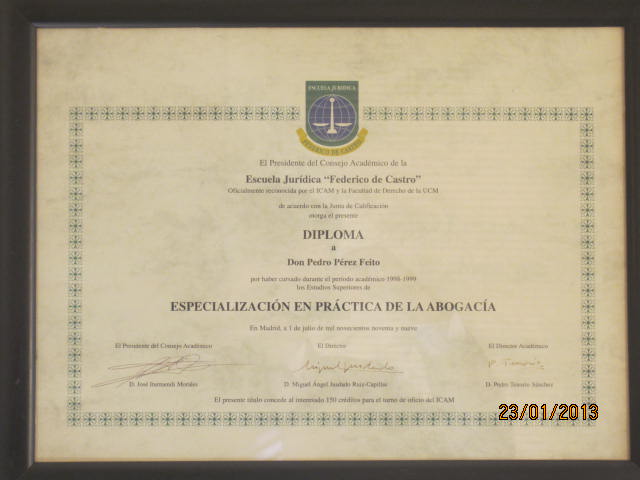 ESCUELA JURÍDICA
FEDERICO DE CASTRO
El Presidente del Consejo Académico de la
Escuela Jurídica “Federico de Castro”
Oficialmente reconocida por el ICAM y la Facultad de Derecho de la UCM
de acuerdo con la Junta de Calificación
otorga el presente
DIPLOMA
a
Don Pedro Pérez Feito
por haber cursado durante el período académico 1998-1999
los Estudios Superiores de
ESPECIALIZACIÓN EN PRÁCTICA DE LA ABOGACÍA
En Madrid, a 1 de julio de mil novecientos noventa y nueve
El Presidente del Consejo Académico El Director El Director Académico
D. José Iturmendi Morales D. Miguel Ángel Jusdado Ruiz-Capillas D. Pedro Tenorio Sánchez
El presente título concede al interesado 150 créditos para el turno de oficio del ICAM
23/01/2013